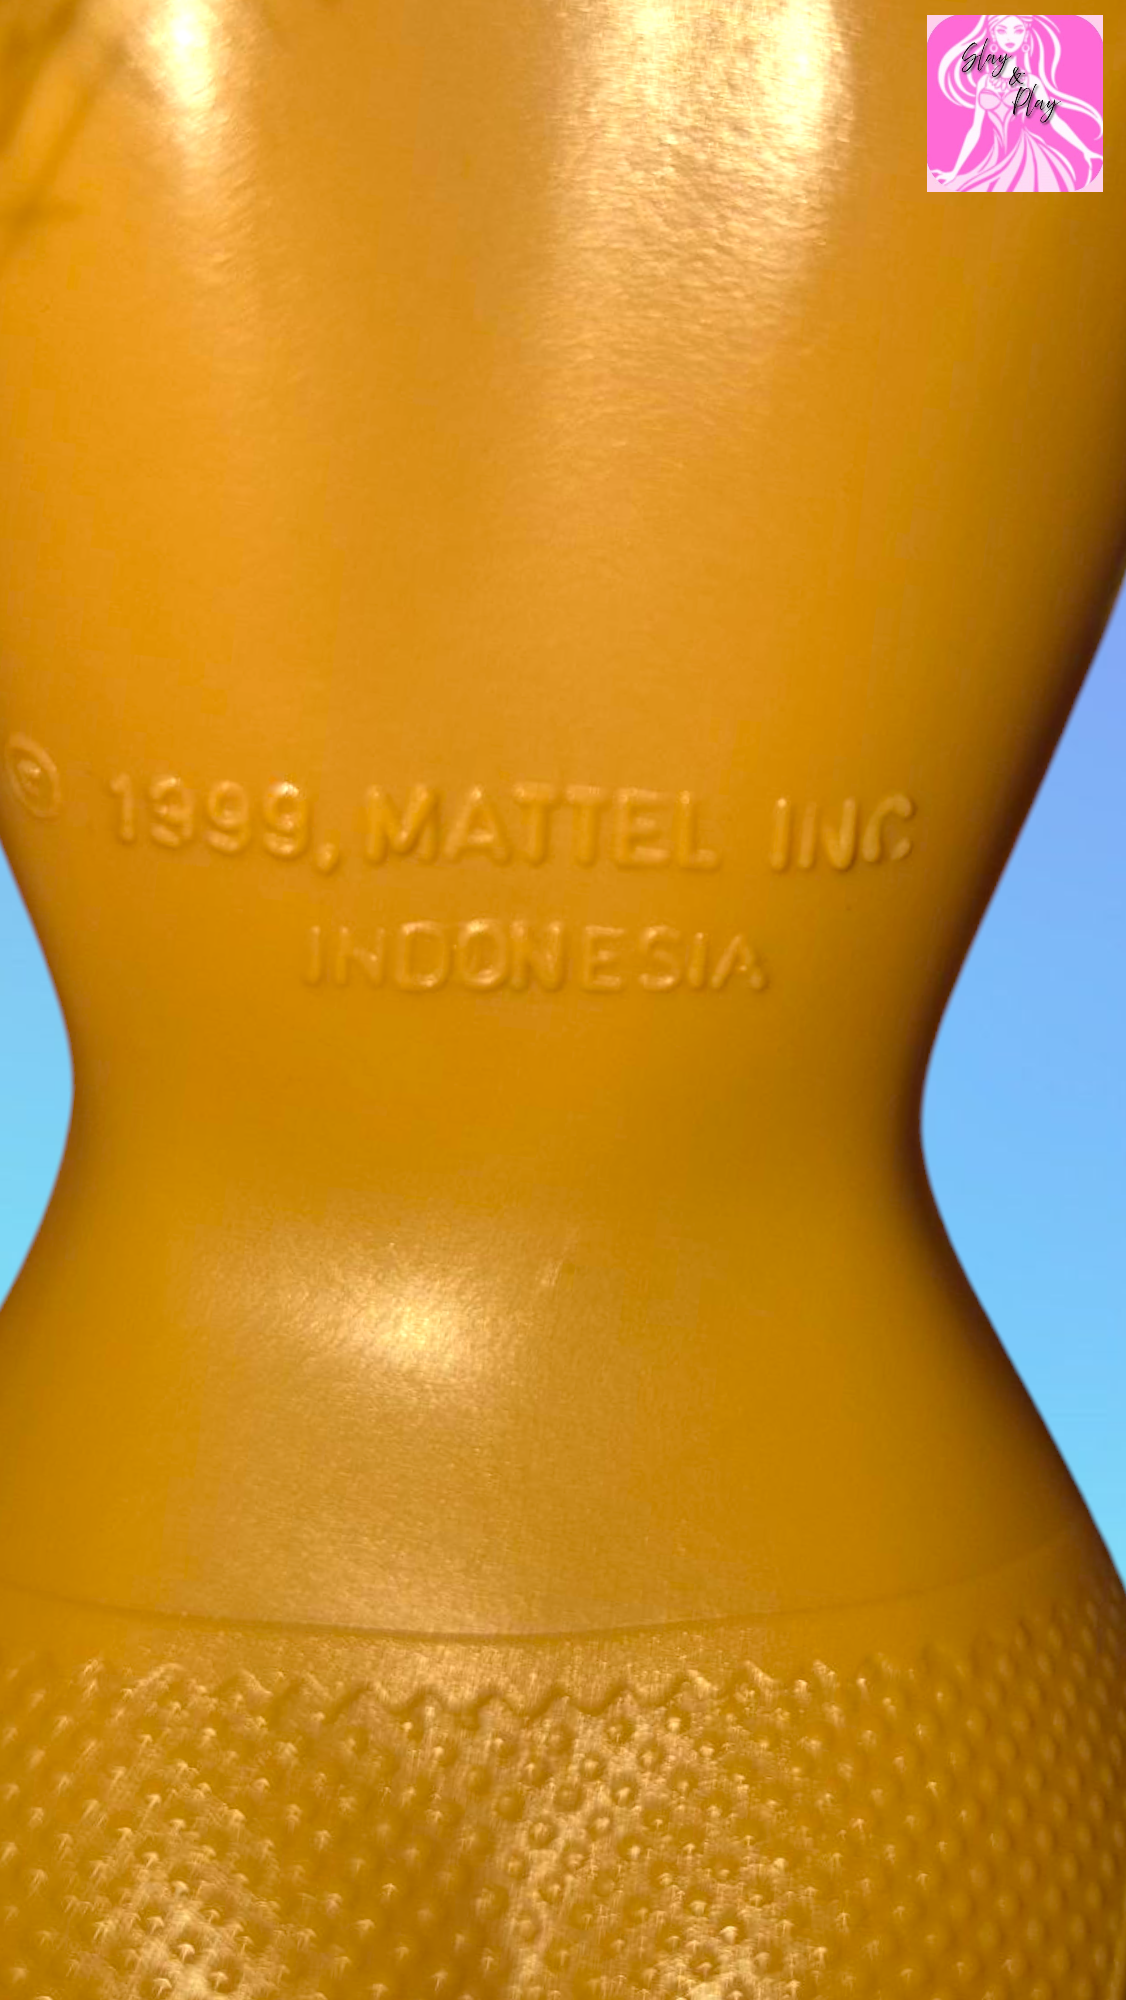 Slay
&
Play
© 1999, MATTEL INC
INDONESIA